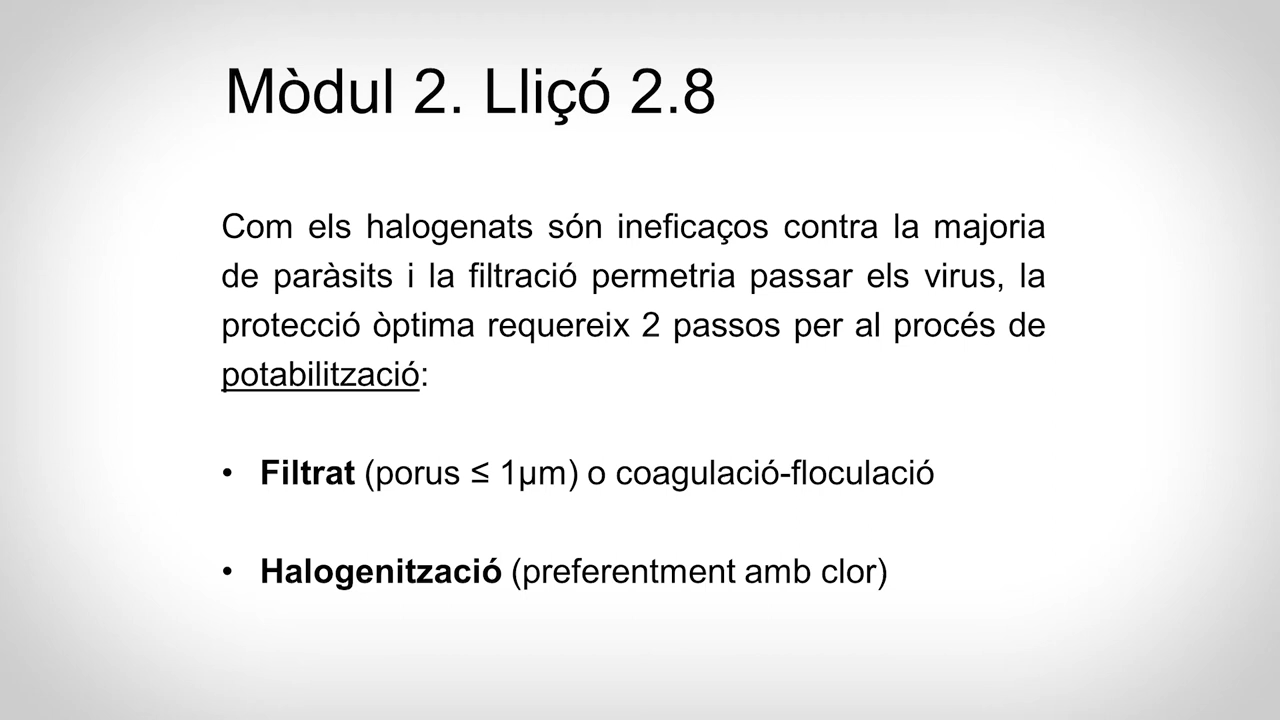 Mòdul 2. Lliçó 2.8
Com els halogenats són ineficaços contra la majoria
de paràsits i la filtració permetria passar els virus, la
protecció òptima requereix 2 passos per al procés de
potabilització:
• Filtrat (porus ≤ 1μm) o coagulació-floculació
• Halogenització (preferentment amb clor)